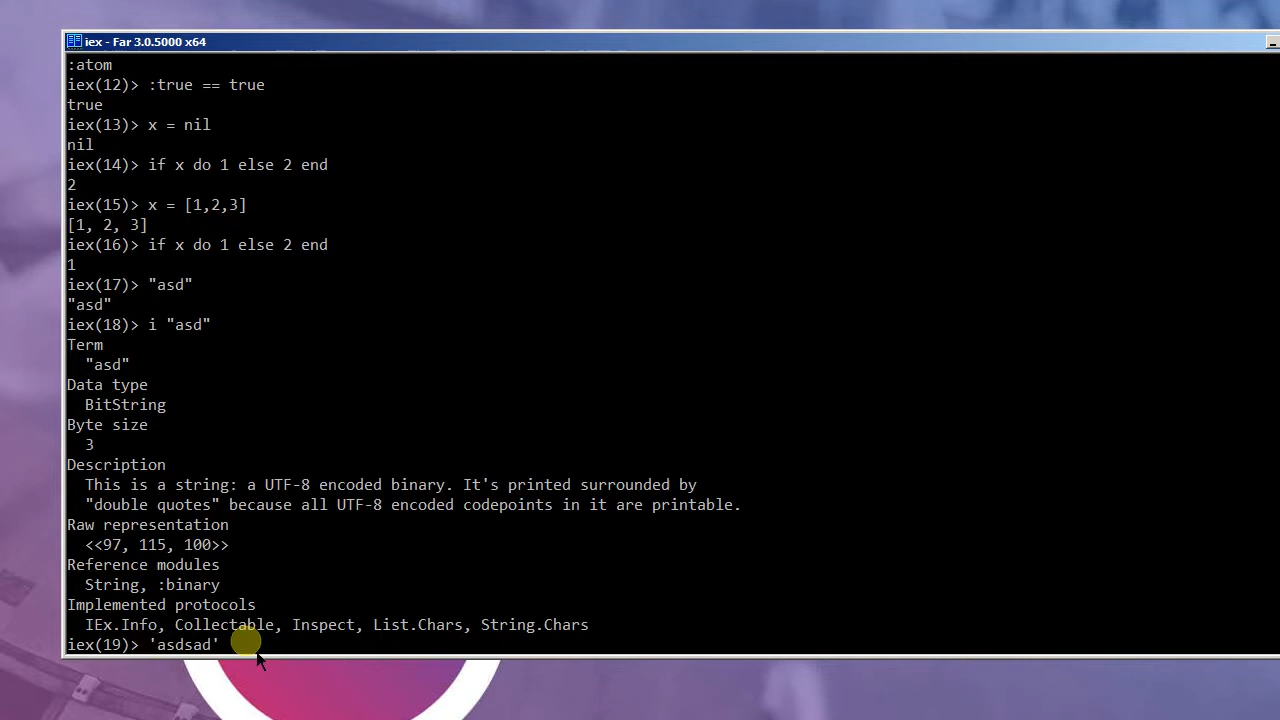 iex - Far 3.0.5000 x64
:atom
iex(12)> :true == true
true
iex(13)> x = nil
nil
iex(14)> if x do 1 else 2 end
2
iex(15)> x = [1,2,3]
[1, 2, 3]
iex(16)> if x do 1 else 2 end
1
iex(17)> "asd"
"asd"
iex(18)> i "asd"
Term
  "asd"
Data type
  BitString
Byte size
  3
Description
  This is a string: a UTF-8 encoded binary. It's printed surrounded by
  "double quotes" because all UTF-8 encoded codepoints in it are printable.
Raw representation
  <<97, 115, 100>>
Reference modules
  String, :binary
Implemented protocols
  IEx.Info, Collectable, Inspect, List.Chars, String.Chars
iex(19)> 'asdsad'